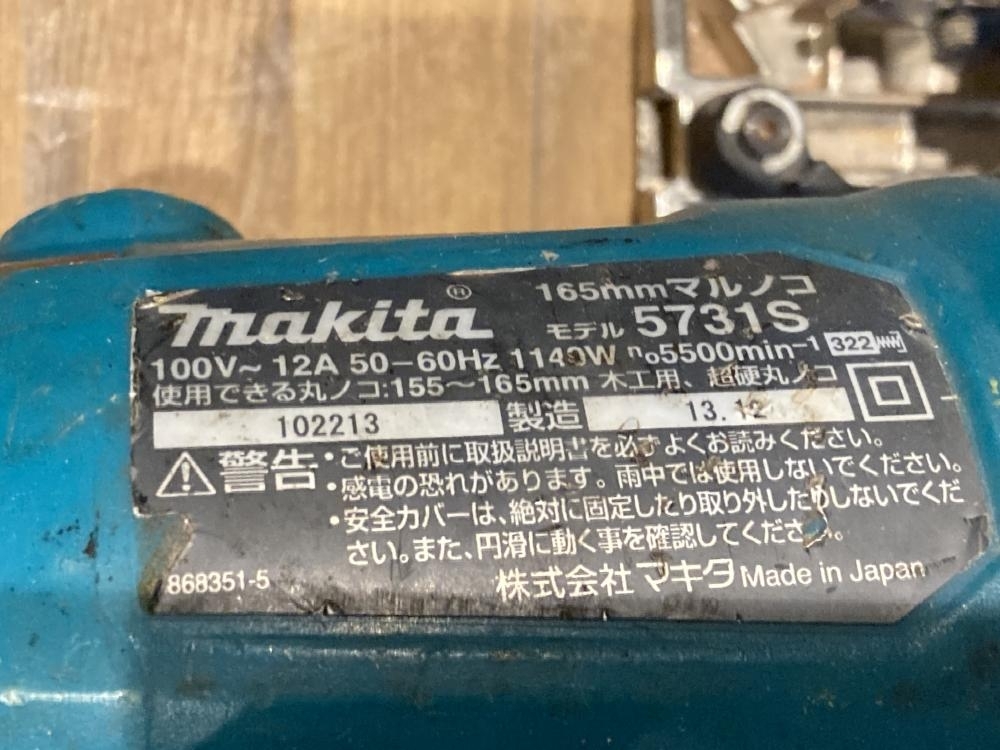 makita® 165mmマルノコ
モデル 5731S
100V~ 12A 50-60Hz 1140W n₀5500min⁻¹ 322
使用できる丸ノコ:155〜165mm 木工用、超硬丸ノコ
102213 製造 13.12
警告・ご使用前に取扱説明書を必ずよくお読みください。
・感電の恐れがあります。雨中では使用しないでください。
・安全カバーは、絶対に固定したり取り外したりしないでくだ
さい。また、円滑に動く事を確認してください。
868351-5 株式会社 マキタ Made in Japan